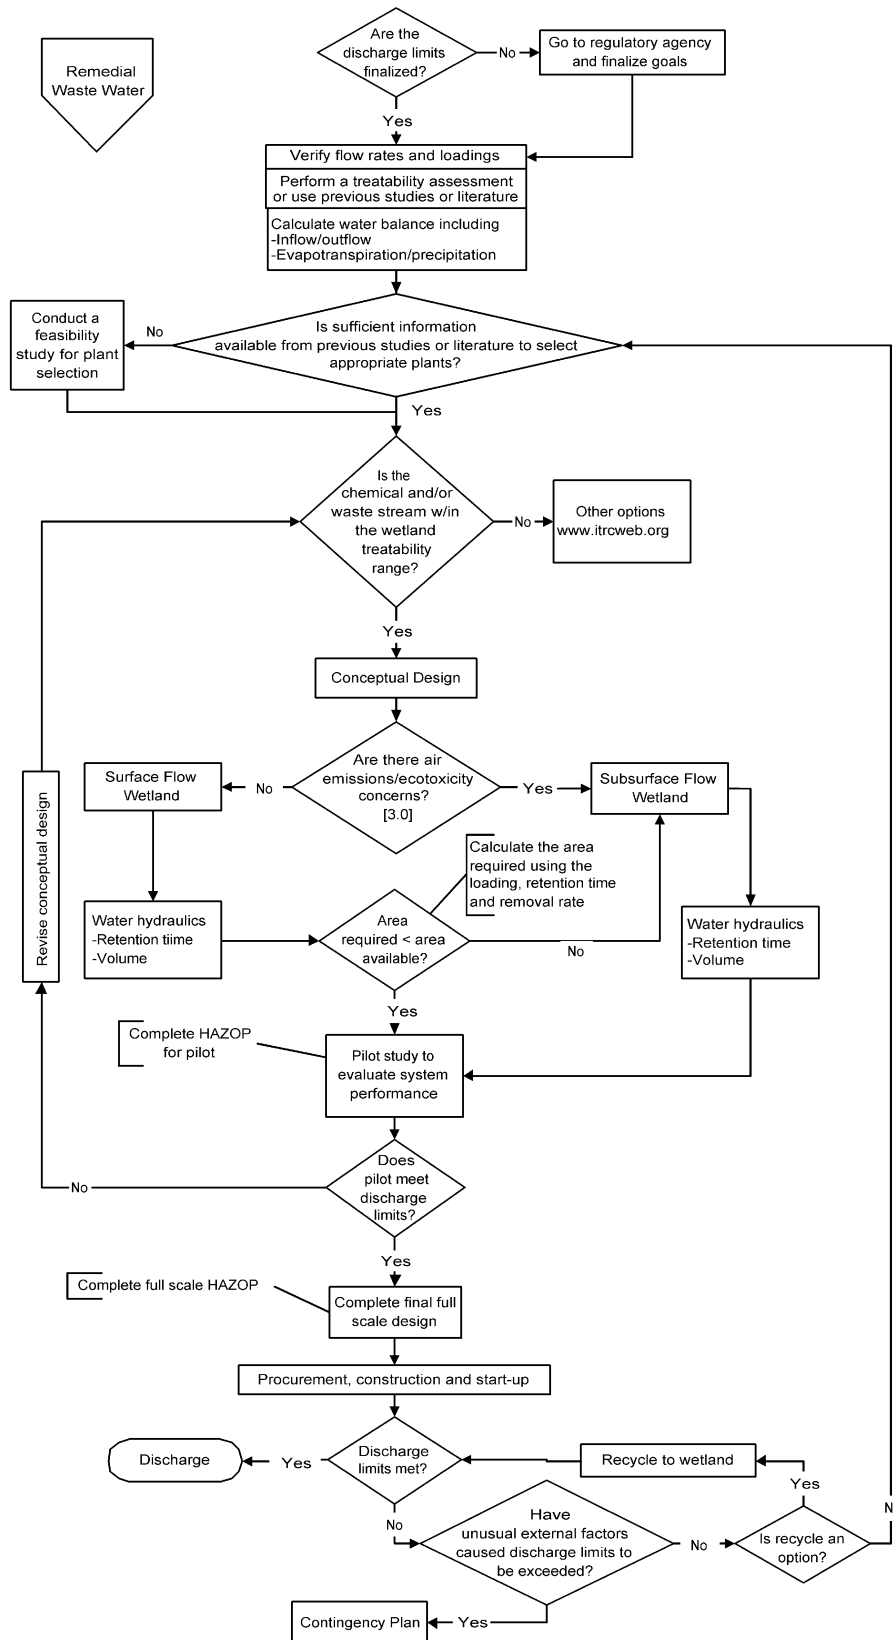 Remedial
Waste Water
Are the
discharge limits
finalized?
No
Go to regulatory agency
and finalize goals
Yes
Verify flow rates and loadings
Perform a treatability assessment
or use previous studies or literature
Calculate water balance including
-Inflow/outflow
-Evapotranspiration/precipitation
Conduct a
feasibility
study for plant
selection
No
Is sufficient information
available from previous studies or literature to select
appropriate plants?
Yes
Is the
chemical and/or
waste stream w/in
the wetland
treatability
range?
No
Other options
www.itrcweb.org
Yes
Conceptual Design
Are there air
emissions/ecotoxicity
concerns?
[3.0]
No
Surface Flow
Wetland
Yes
Subsurface Flow
Wetland
Revise conceptual design
Calculate the area
required using the
loading, retention time
and removal rate
Water hydraulics
-Retention tiime
-Volume
Area
required < area
available?
No
Water hydraulics
-Retention time
-Volume
Yes
Complete HAZOP
for pilot
Pilot study to
evaluate system
performance
Does
pilot meet
discharge
limits?
No
Yes
Complete full scale HAZOP
Complete final full
scale design
Procurement, construction and start-up
Discharge
Yes
Discharge
limits met?
Recycle to wetland
Yes
No
Have
unusual external factors
caused discharge limits to
be exceeded?
No
Is recycle an
option?
N
Contingency Plan
Yes